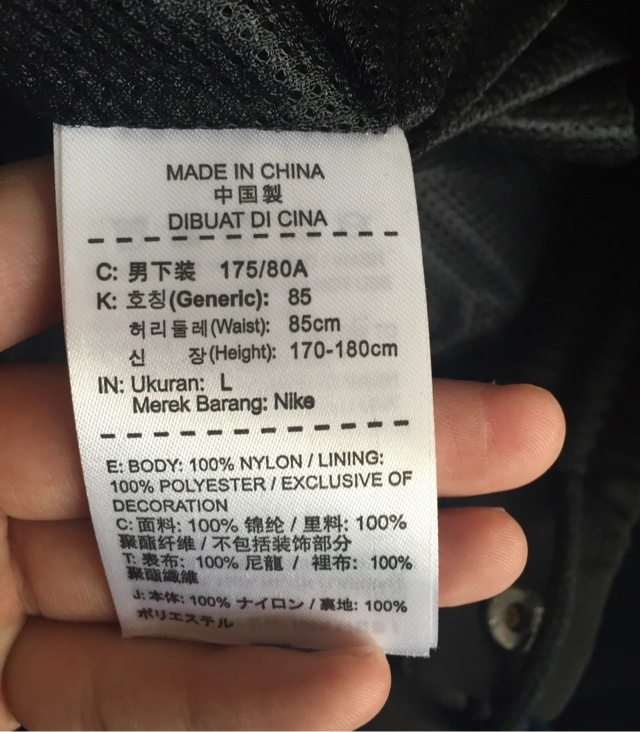 MADE IN CHINA
中国製
DIBUAT DI CINA
C: 男下装 175/80A
K: 호칭(Generic): 85
허리둘레(Waist): 85cm
신 장(Height): 170-180cm
IN: Ukuran: L
Merek Barang: Nike
E: BODY: 100% NYLON / LINING:
100% POLYESTER / EXCLUSIVE OF
DECORATION
C: 面料: 100% 锦纶 / 里料: 100%
聚酯纤维 / 不包括装饰部分
T: 表布: 100% 尼龍 / 裡布: 100%
聚酯纖維
J: 本体: 100% ナイロン / 裏地: 100%
ポリエステル